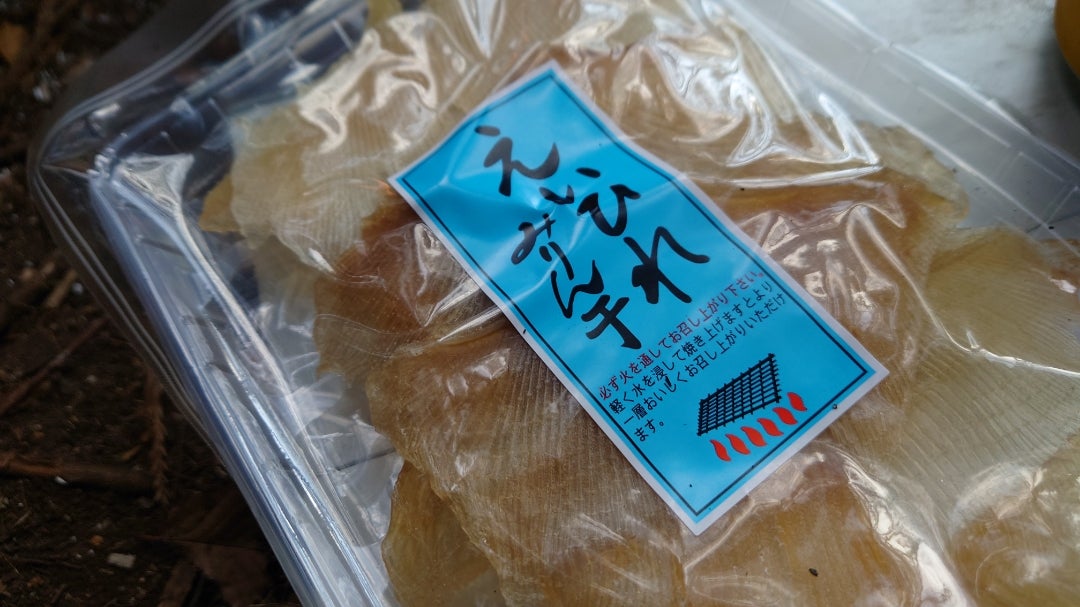 えいひれ
みりん干
必ず火を通してお召し上がり下さい。
軽く水を浸して焼き上げますとより
一層おいしくお召し上がりいただけ
ます。